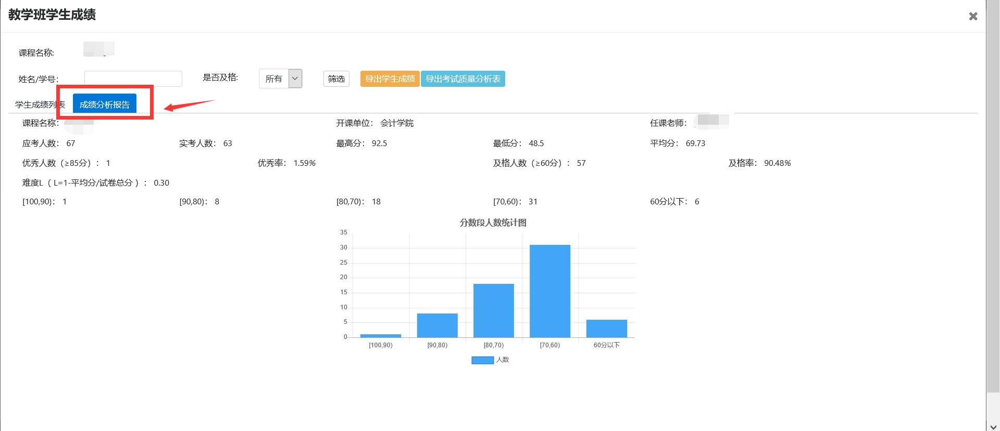 教学班学生成绩
课程名称:
姓名/学号: 是否及格: 所有 筛选 导出学生成绩 导出考试质量分析表
学生成绩列表 成绩分析报告
课程名称: 开课单位: 会计学院 任课老师:
应考人数: 67 实考人数: 63 最高分: 92.5 最低分: 48.5 平均分: 69.73
优秀人数（≥85分）: 1 优秀率: 1.59% 及格人数（≥60分）: 57 及格率: 90.48%
难度L（ L=1-平均分/试卷总分 ）: 0.30
[100,90): 1 [90,80): 8 [80,70): 18 [70,60): 31 60分以下: 6
分数段人数统计图
35
30
25
20
15
10
5
0
[100,90) [90,80) [80,70) [70,60) 60分以下
人数